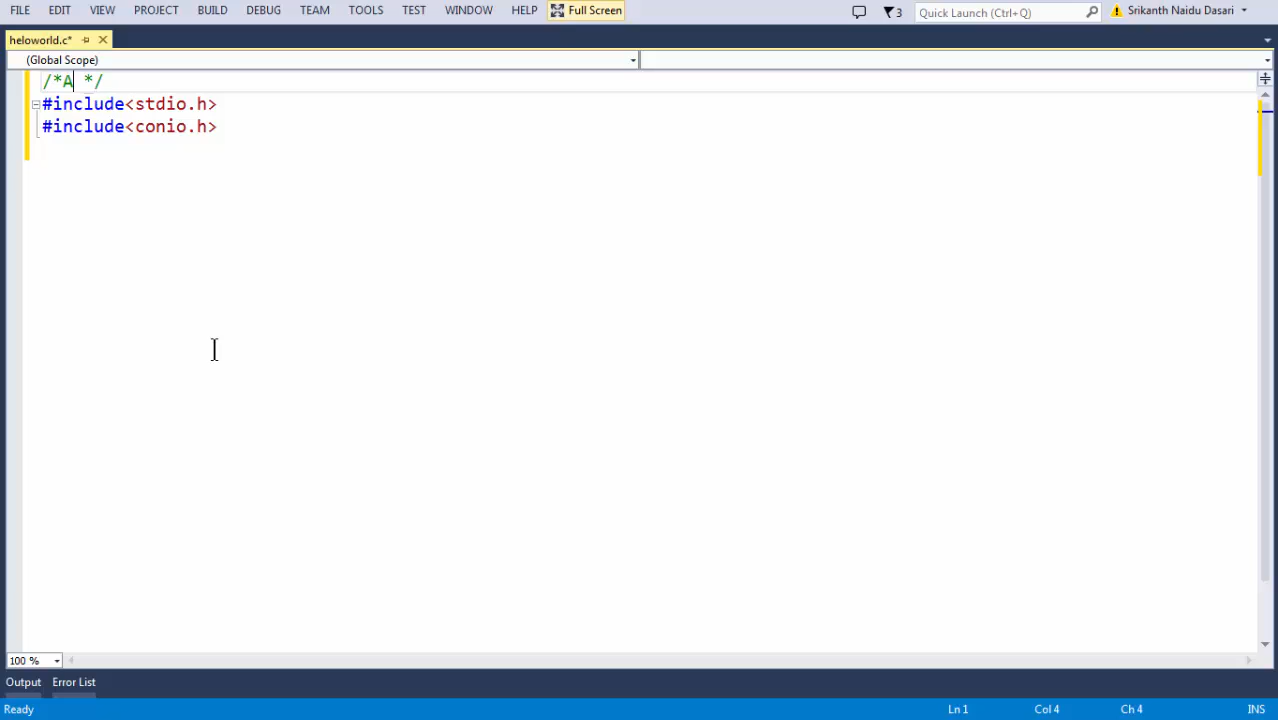 FILE EDIT VIEW PROJECT BUILD DEBUG TEAM TOOLS TEST WINDOW HELP Full Screen 3 Quick Launch (Ctrl+Q) Srikanth Naidu Dasari
heloworld.c*
(Global Scope)
/*A */
#include<stdio.h>
#include<conio.h>
100 %
Output Error List
Ready Ln 1 Col 4 Ch 4 INS